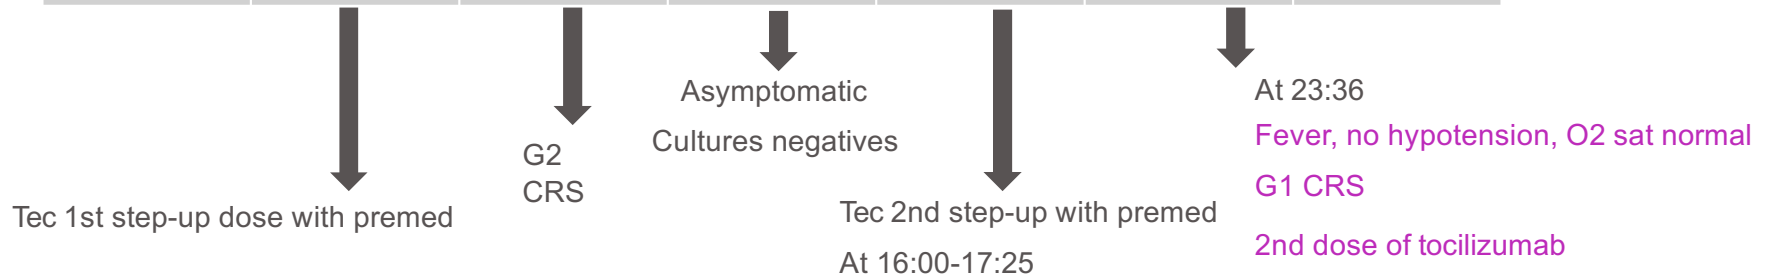 Tec 1st step-up dose with premed
G2
CRS
Asymptomatic
Cultures negatives
Tec 2nd step-up with premed
At 16:00-17:25
At 23:36
Fever, no hypotension, O2 sat normal
G1 CRS
2nd dose of tocilizumab